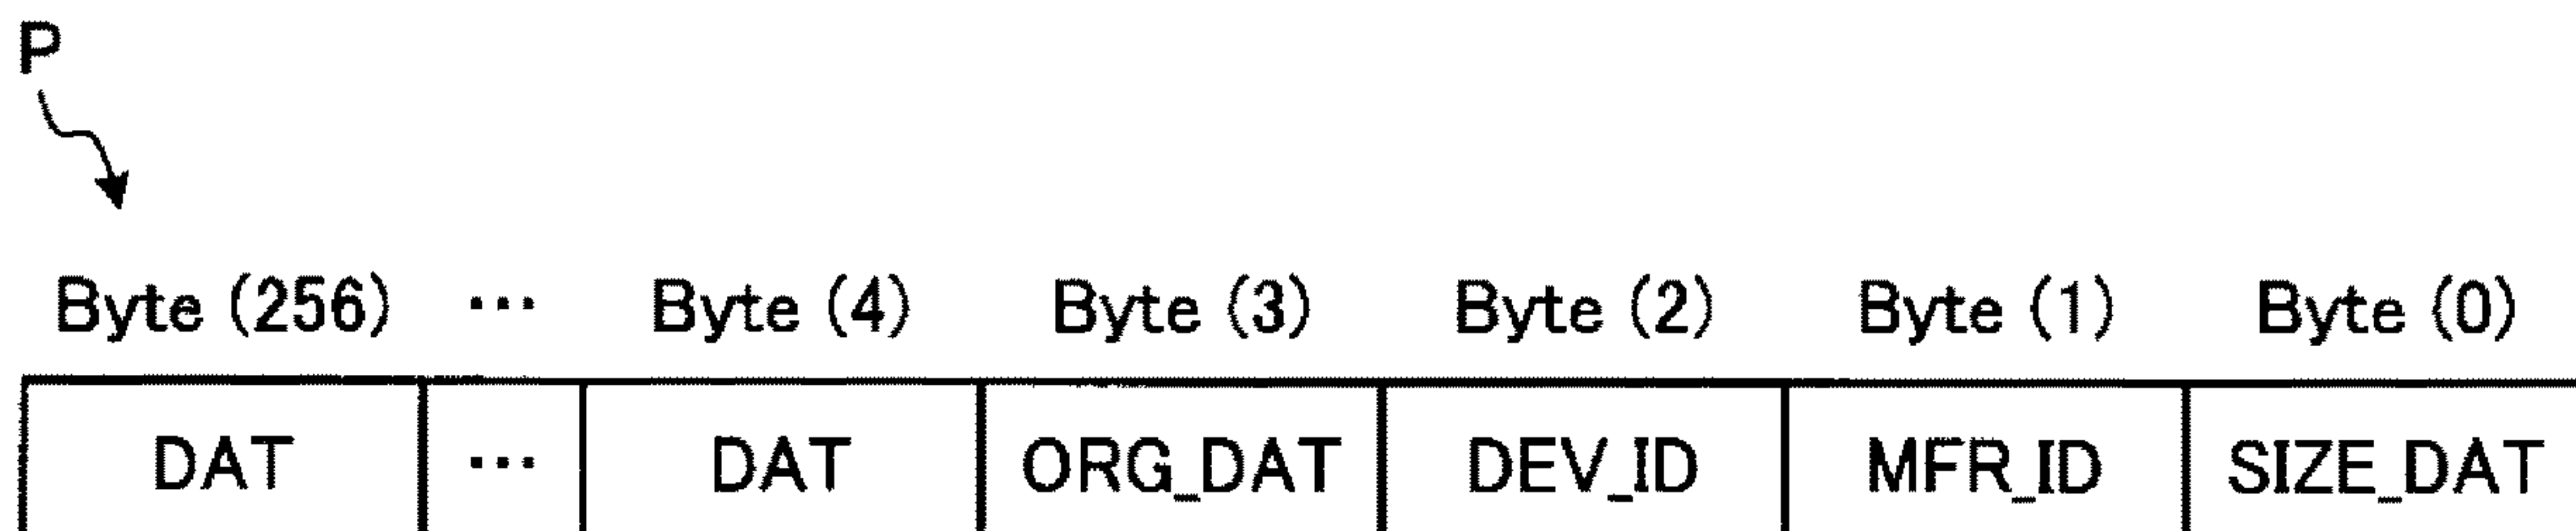 P
Byte (256) ··· Byte (4) Byte (3) Byte (2) Byte (1) Byte (0)
DAT ··· DAT ORG_DAT DEV_ID MFR_ID SIZE_DAT